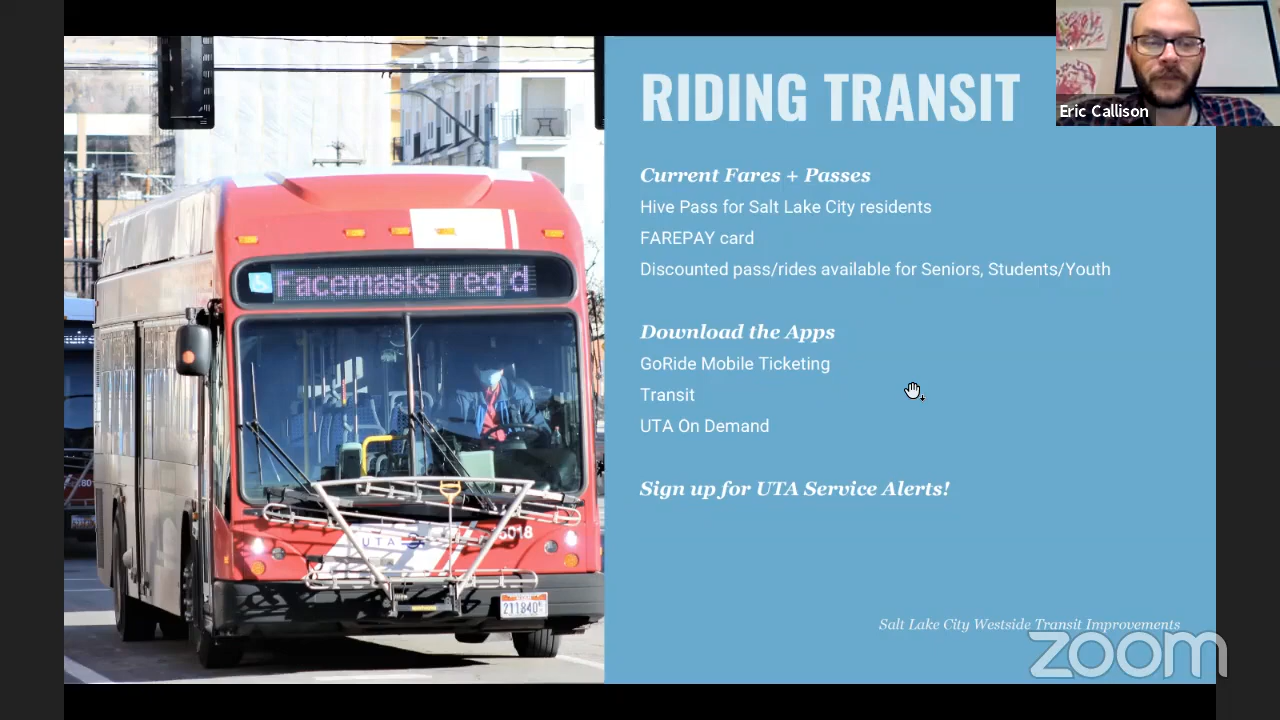 RIDING TRANSIT
Eric Callison
Current Fares + Passes
Hive Pass for Salt Lake City residents
FAREPAY card
Discounted pass/rides available for Seniors, Students/Youth
Download the Apps
GoRide Mobile Ticketing
Transit
UTA On Demand
Sign up for UTA Service Alerts!
Salt Lake City Westside Transit Improvements
zoom
Facemasks req'd
UTA
211840